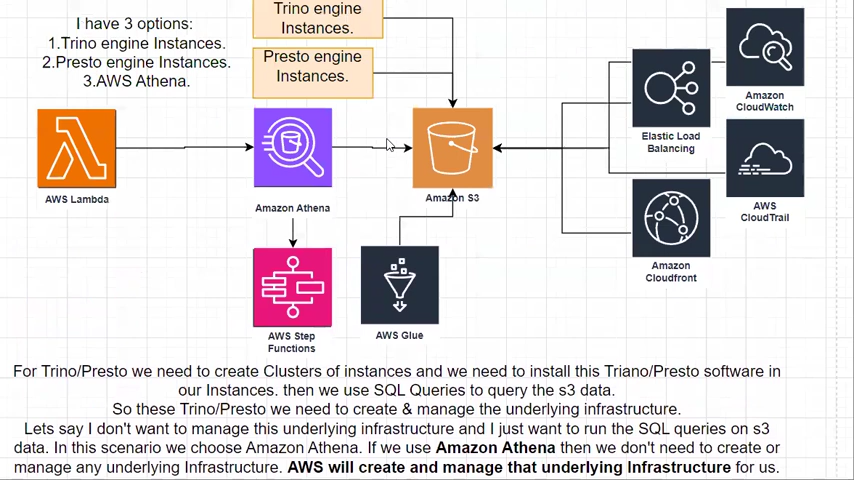 I have 3 options:
1.Trino engine Instances.
2.Presto engine Instances.
3.AWS Athena.
Trino engine
Instances.
Presto engine
Instances.
AWS Lambda
Amazon Athena
Amazon S3
Elastic Load
Balancing
Amazon
CloudWatch
AWS
CloudTrail
Amazon
Cloudfront
AWS Step
Functions
AWS Glue
For Trino/Presto we need to create Clusters of instances and we need to install this Triano/Presto software in
our Instances. then we use SQL Queries to query the s3 data.
So these Trino/Presto we need to create & manage the underlying infrastructure.
Lets say I don't want to manage this underlying infrastructure and I just want to run the SQL queries on s3
data. In this scenario we choose Amazon Athena. If we use Amazon Athena then we don't need to create or
manage any underlying Infrastructure. AWS will create and manage that underlying Infrastructure for us.